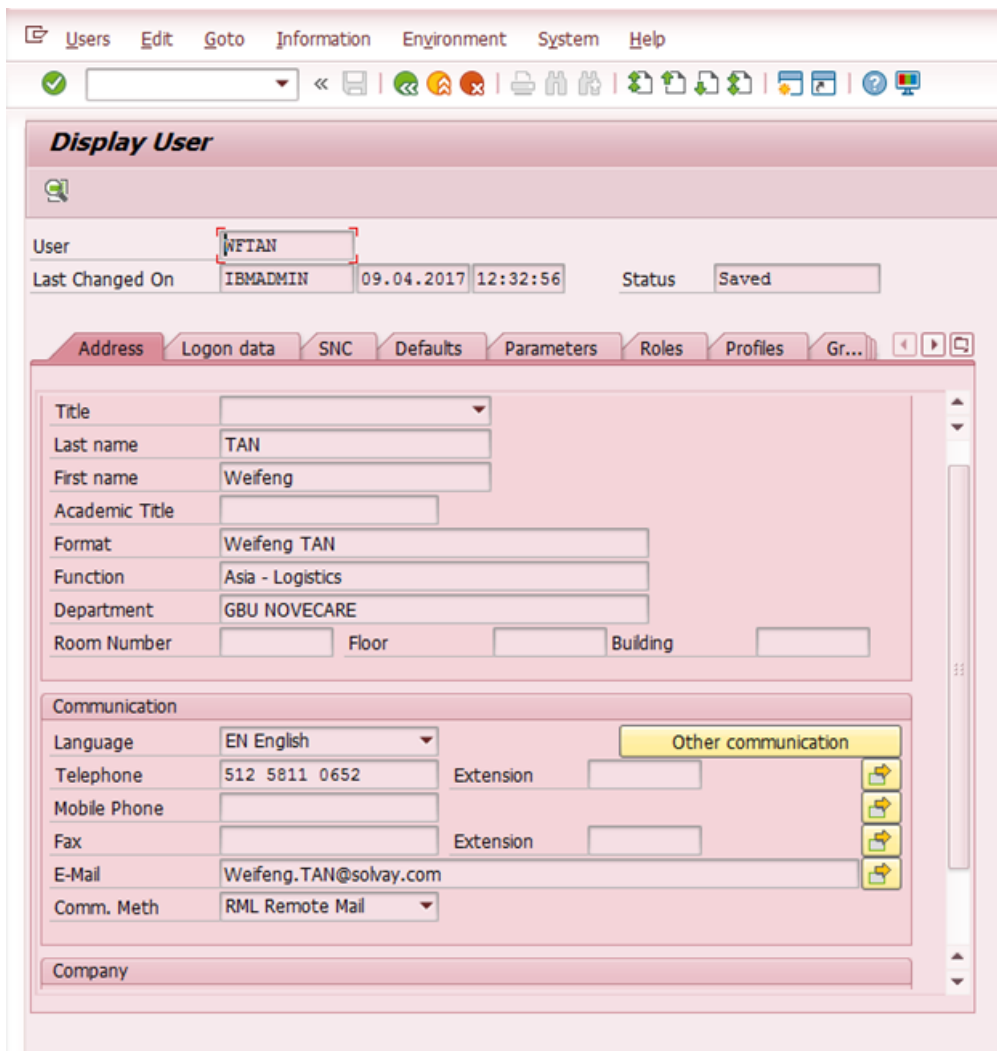 Users Edit Goto Information Environment System Help
Display User
User WFTAN
Last Changed On IBMADMIN 09.04.2017 12:32:56 Status Saved
Address Logon data SNC Defaults Parameters Roles Profiles Gr...
Title
Last name TAN
First name Weifeng
Academic Title
Format Weifeng TAN
Function Asia - Logistics
Department GBU NOVECARE
Room Number Floor Building
Communication
Language EN English Other communication
Telephone 512 5811 0652 Extension
Mobile Phone
Fax Extension
E-Mail Weifeng.TAN@solvay.com
Comm. Meth RML Remote Mail
Company